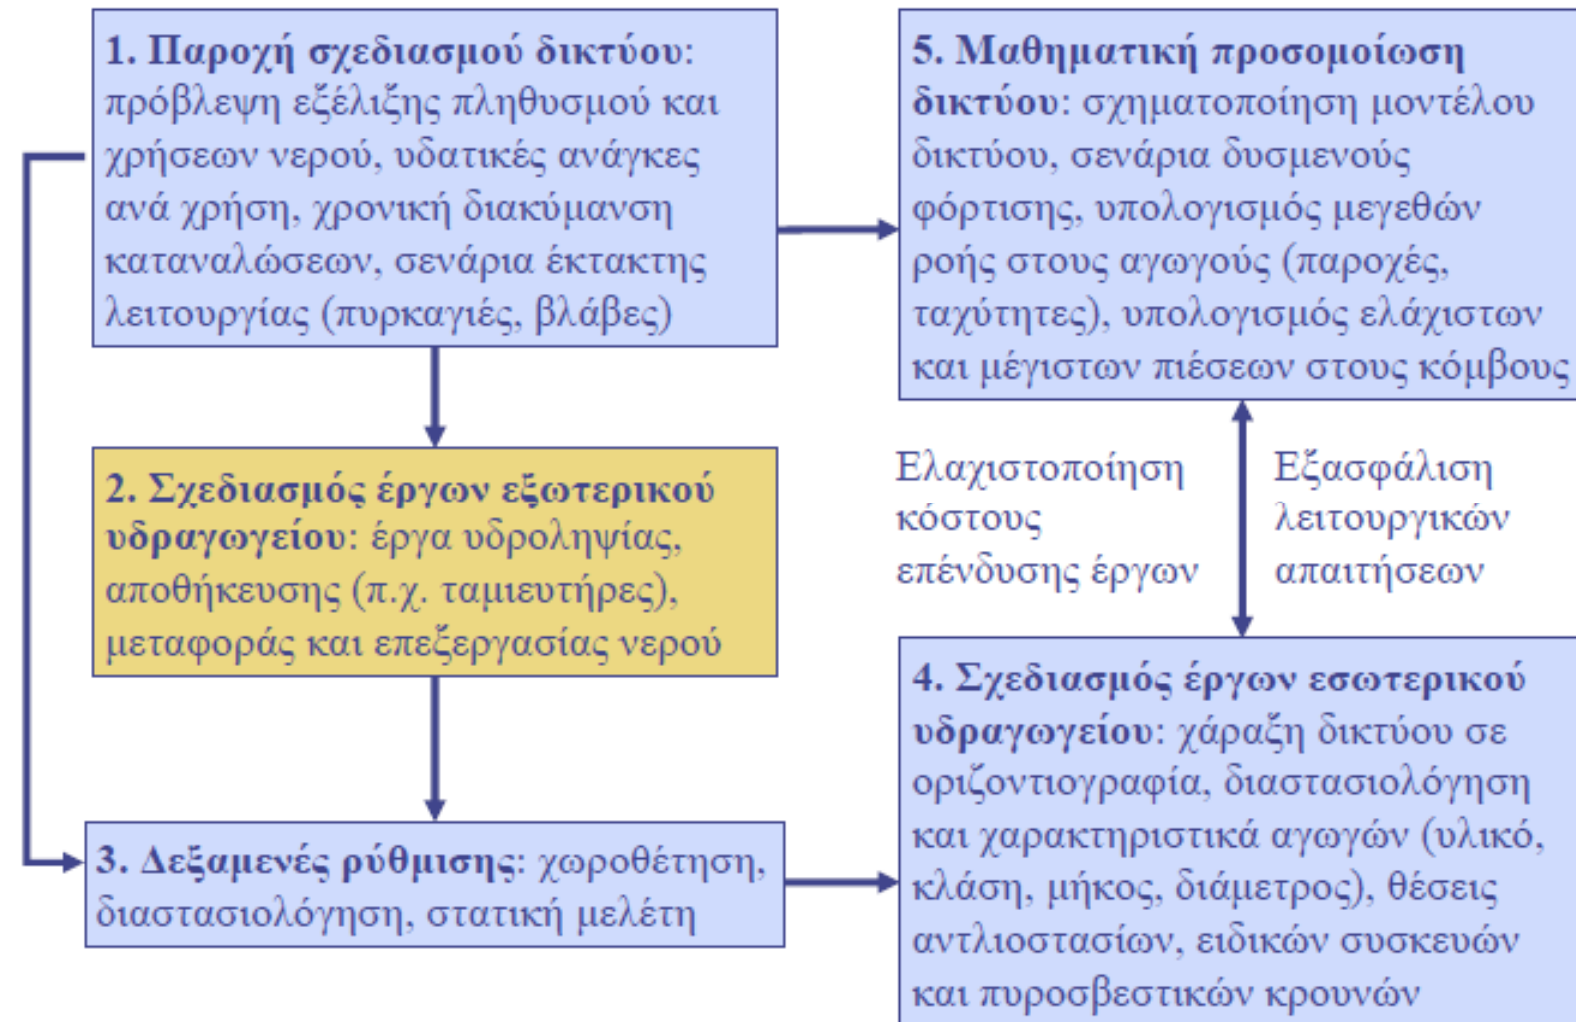 1. Παροχή σχεδιασμού δικτύου:
πρόβλεψη εξέλιξης πληθυσμού και
χρήσεων νερού, υδατικές ανάγκες
ανά χρήση, χρονική διακύμανση
καταναλώσεων, σενάρια έκτακτης
λειτουργίας (πυρκαγιές, βλάβες)
2. Σχεδιασμός έργων εξωτερικού
υδραγωγείου: έργα υδροληψίας,
αποθήκευσης (π.χ. ταμιευτήρες),
μεταφοράς και επεξεργασίας νερού
3. Δεξαμενές ρύθμισης: χωροθέτηση,
διαστασιολόγηση, στατική μελέτη
5. Μαθηματική προσομοίωση
δικτύου: σχηματοποίηση μοντέλου
δικτύου, σενάρια δυσμενούς
φόρτισης, υπολογισμός μεγεθών
ροής στους αγωγούς (παροχές,
ταχύτητες), υπολογισμός ελάχιστων
και μέγιστων πιέσεων στους κόμβους
Ελαχιστοποίηση
κόστους
επένδυσης έργων
Εξασφάλιση
λειτουργικών
απαιτήσεων
4. Σχεδιασμός έργων εσωτερικού
υδραγωγείου: χάραξη δικτύου σε
οριζοντιογραφία, διαστασιολόγηση
και χαρακτηριστικά αγωγών (υλικό,
κλάση, μήκος, διάμετρος), θέσεις
αντλιοστασίων, ειδικών συσκευών
και πυροσβεστικών κρουνών